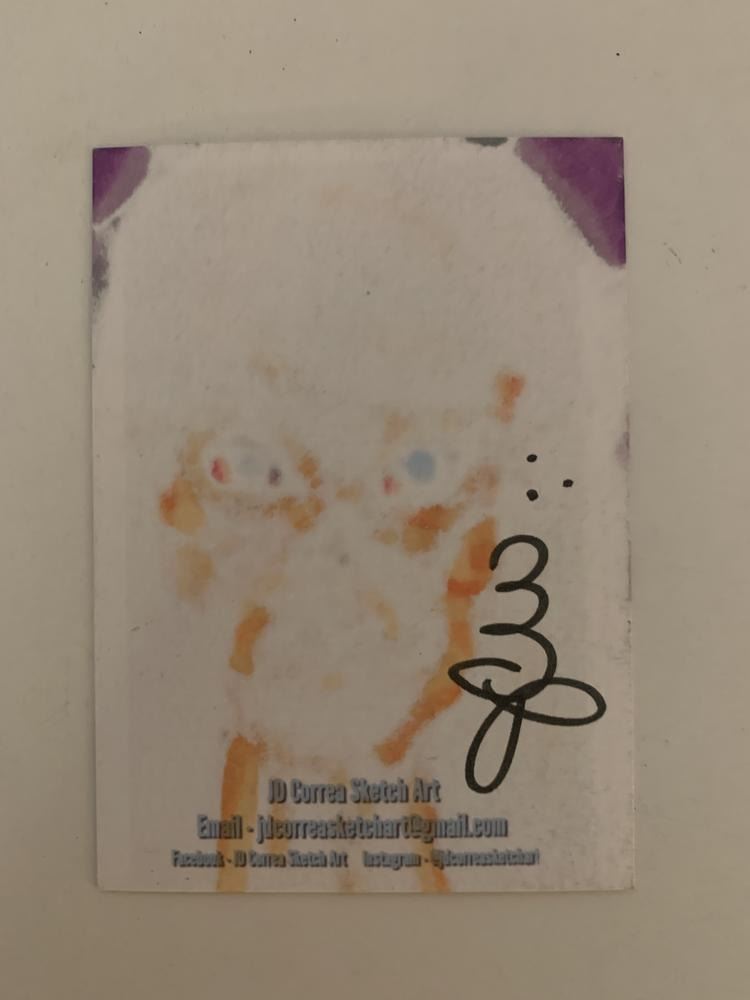 JD Correa Sketch Art
Email - jdcorreasketchart@gmail.com
Facebook - JD Correa Sketch Art Instagram - @jdcorreasketchart